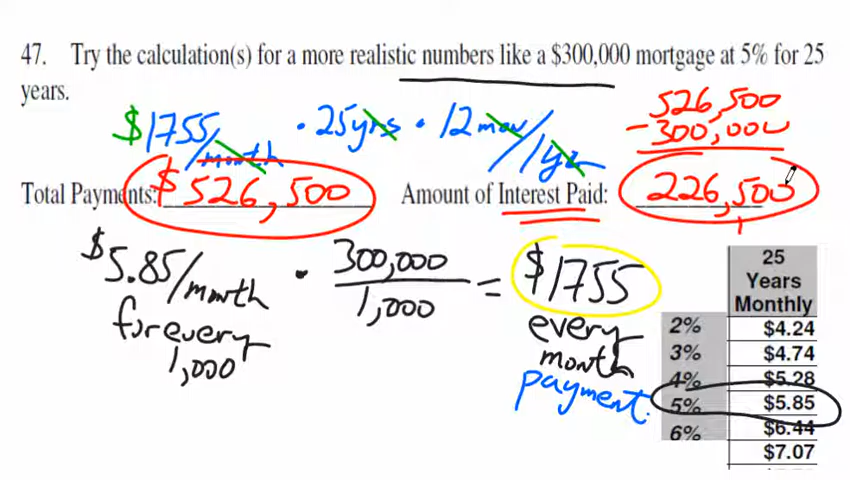 47. Try the calculation(s) for a more realistic numbers like a $300,000 mortgage at 5% for 25
years.
526,500
- 300,000
$1755/month · 25yrs · 12 mon/1yr
Total Payments: $526,500 Amount of Interest Paid: 226,500
$5.85/month for every 1,000 · 300,000/1,000 = $1755 every month payment.
25
Years
Monthly
2% $4.24
3% $4.74
4% $5.28
5% $5.85
6% $6.44
$7.07